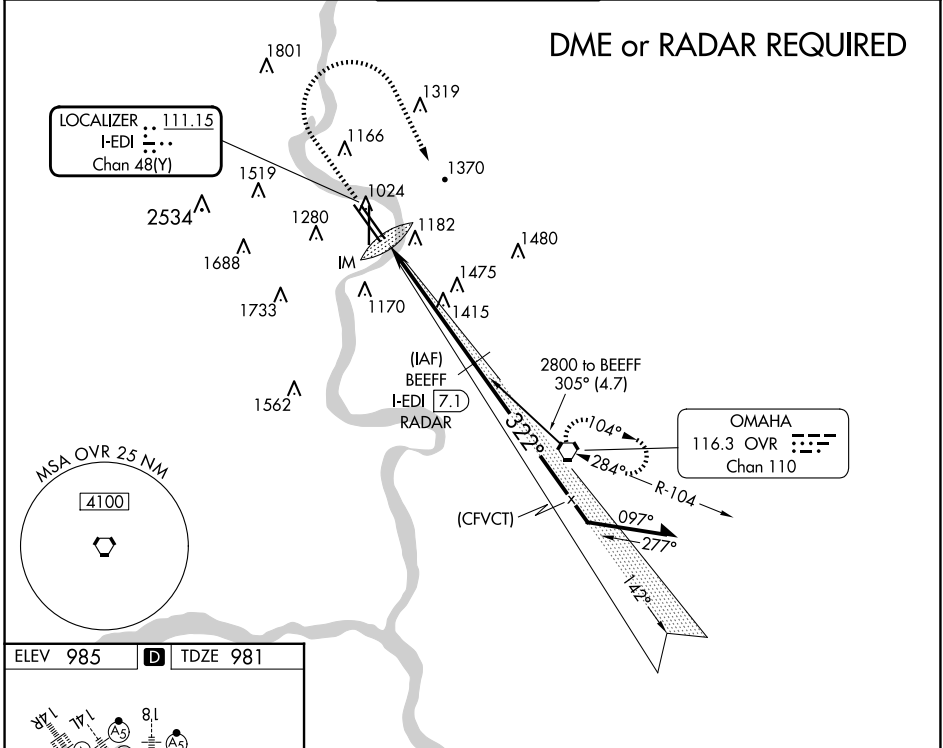 DME or RADAR REQUIRED
1801
1319
LOCALIZER 111.15
I-EDI
Chan 48(Y)
1166
1370
1519
1024
2534
1280
1182
1480
1688
IM
1475
1733
1170
1415
(IAF)
BEEFF
I-EDI 7.1
RADAR
2800 to BEEFF
305° (4.7)
1562
322°
104°
284°
R-104
OMAHA
116.3 OVR
Chan 110
MSA OVR 25 NM
4100
(CFVCT)
097°
277°
142°
ELEV 985 D TDZE 981
14R
14L
18
A5
A5